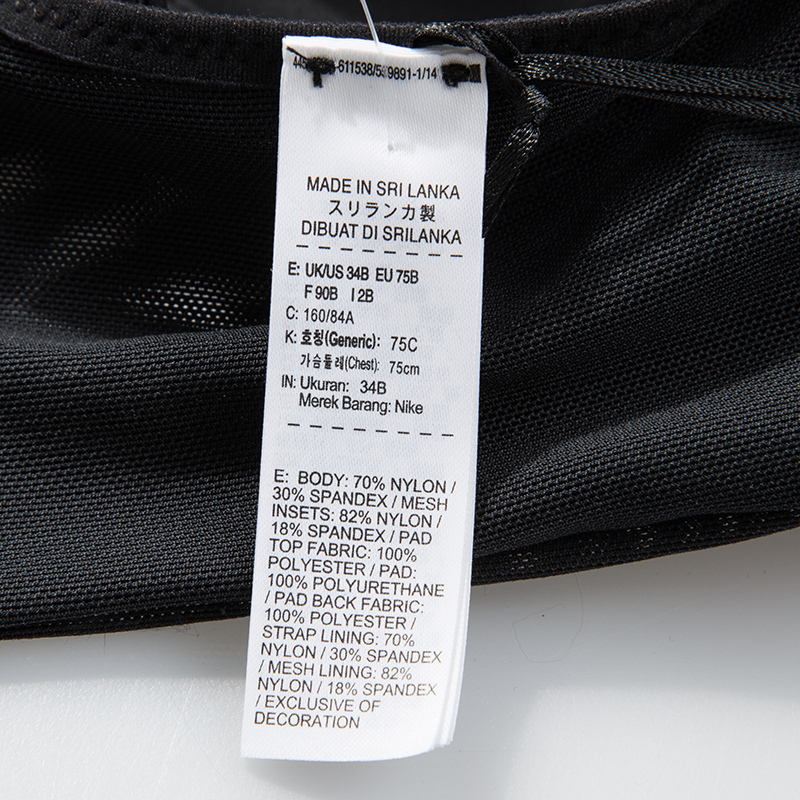 -611538/539891-1/14
MADE IN SRI LANKA
スリランカ製
DIBUAT DI SRILANKA
E: UK/US 34B EU 75B
F 90B I 2B
C: 160/84A
K: 호칭(Generic): 75C
가슴둘레(Chest): 75cm
IN: Ukuran: 34B
Merek Barang: Nike
E: BODY: 70% NYLON /
30% SPANDEX / MESH
INSETS: 82% NYLON /
18% SPANDEX / PAD
TOP FABRIC: 100%
POLYESTER / PAD:
100% POLYURETHANE
/ PAD BACK FABRIC:
100% POLYESTER /
STRAP LINING: 70%
NYLON / 30% SPANDEX
/ MESH LINING: 82%
NYLON / 18% SPANDEX
/ EXCLUSIVE OF
DECORATION